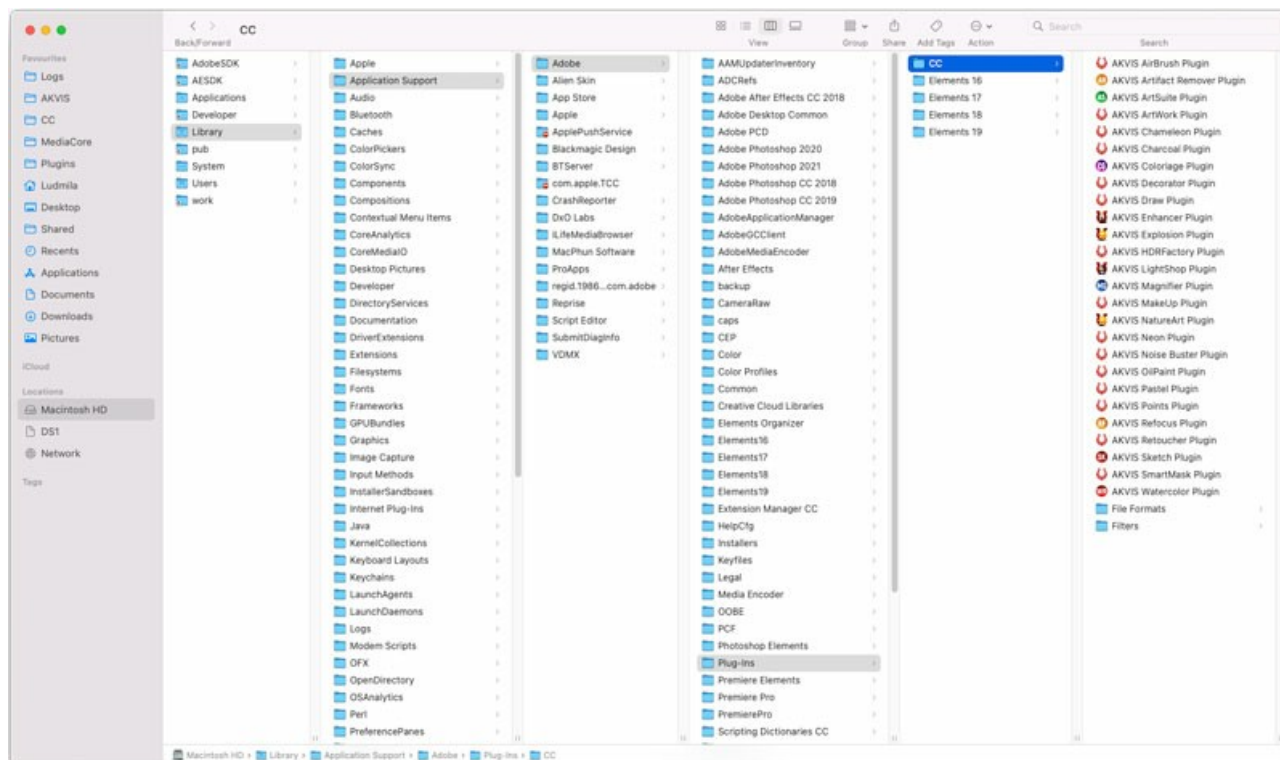 CC
Back/Forward
View
Group
Share
Add Tags
Action
Search
Search
Favourites
Logs
AKVIS
CC
MediaCore
Plugins
Ludmila
Desktop
Shared
Recents
Applications
Documents
Downloads
Pictures
iCloud
Locations
Macintosh HD
DS1
Network
Tags
AdobeSDK
AESDK
Applications
Developer
Library
pub
System
Users
work
Apple
Application Support
Audio
Bluetooth
Caches
ColorPickers
ColorSync
Components
Compositions
Contextual Menu Items
CoreAnalytics
CoreMediaIO
Desktop Pictures
Developer
DirectoryServices
Documentation
DriverExtensions
Extensions
Filesystems
Fonts
Frameworks
GPUBundles
Graphics
Image Capture
Input Methods
InstallerSandboxes
Internet Plug-Ins
Java
KernelCollections
Keyboard Layouts
Keychains
LaunchAgents
LaunchDaemons
Logs
Modem Scripts
OFX
OpenDirectory
OSAnalytics
Perl
PreferencePanes
Adobe
Alien Skin
App Store
Apple
ApplePushService
Blackmagic Design
BTServer
com.apple.TCC
CrashReporter
DxO Labs
iLifeMediaBrowser
MacPhun Software
ProApps
regid.1986...com.adobe
Reprise
Script Editor
SubmitDiagInfo
VDMX
AAMUpdaterInventory
ADCRefs
Adobe After Effects CC 2018
Adobe Desktop Common
Adobe PCD
Adobe Photoshop 2020
Adobe Photoshop 2021
Adobe Photoshop CC 2018
Adobe Photoshop CC 2019
AdobeApplicationManager
AdobeGCClient
AdobeMediaEncoder
After Effects
backup
CameraRaw
caps
CEP
Color
Color Profiles
Common
Creative Cloud Libraries
Elements Organizer
Elements16
Elements17
Elements18
Elements19
Extension Manager CC
HelpCfg
Installers
Keyfiles
Legal
Media Encoder
OOBE
PCF
Photoshop Elements
Plug-Ins
Premiere Elements
Premiere Pro
PremierePro
Scripting Dictionaries CC
CC
Elements 16
Elements 17
Elements 18
Elements 19
AKVIS AirBrush Plugin
AKVIS Artifact Remover Plugin
AKVIS ArtSuite Plugin
AKVIS ArtWork Plugin
AKVIS Chameleon Plugin
AKVIS Charcoal Plugin
AKVIS Coloriage Plugin
AKVIS Decorator Plugin
AKVIS Draw Plugin
AKVIS Enhancer Plugin
AKVIS Explosion Plugin
AKVIS HDRFactory Plugin
AKVIS LightShop Plugin
AKVIS Magnifier Plugin
AKVIS MakeUp Plugin
AKVIS NatureArt Plugin
AKVIS Neon Plugin
AKVIS Noise Buster Plugin
AKVIS OilPaint Plugin
AKVIS Pastel Plugin
AKVIS Points Plugin
AKVIS Refocus Plugin
AKVIS Retoucher Plugin
AKVIS Sketch Plugin
AKVIS SmartMask Plugin
AKVIS Watercolor Plugin
File Formats
Filters
Macintosh HD › Library › Application Support › Adobe › Plug-Ins › CC